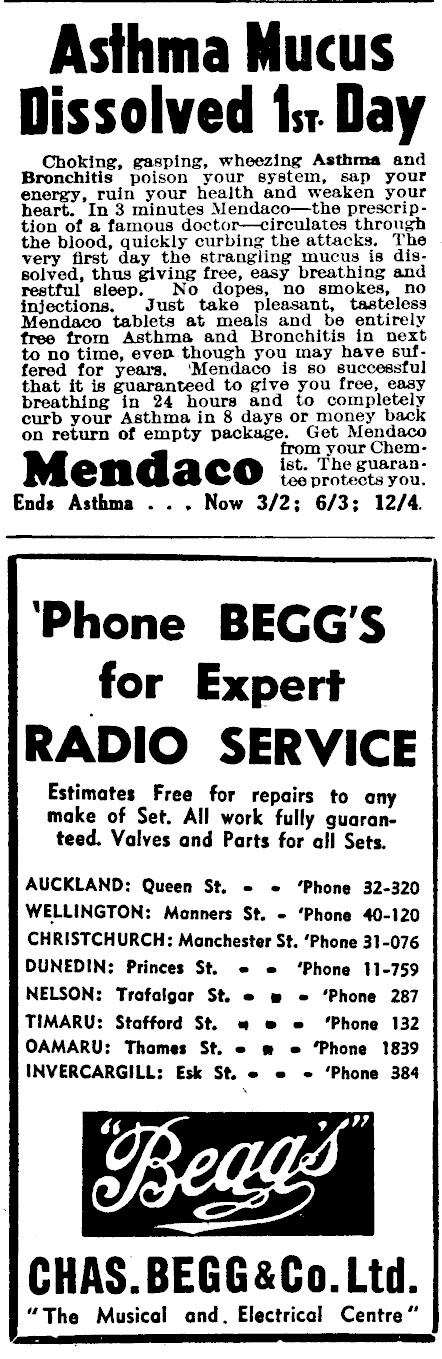 Asthma Mucus
Dissolved 1ST. Day
Choking, gasping, wheezing Asthma and
Bronchitis poison your system, sap your
energy, ruin your health and weaken your
heart. In 3 minutes Mendaco—the prescrip-
tion of a famous doctor—circulates through
the blood, quickly curbing the attacks. The
very first day the strangling mucus is dis-
solved, thus giving free, easy breathing and
restful sleep. No dopes, no smokes, no
injections. Just take pleasant, tasteless
Mendaco tablets at meals and be entirely
free from Asthma and Bronchitis in next
to no time, even though you may have suf-
fered for years. Mendaco is so successful
that it is guaranteed to give you free, easy
breathing in 24 hours and to completely
curb your Asthma in 8 days or money back
on return of empty package. Get Mendaco
from your Chem-
ist. The guaran-
tee protects you.
Mendaco
Ends Asthma . . . Now 3/2; 6/3; 12/4.
'Phone BEGG'S
for Expert
RADIO SERVICE
Estimates Free for repairs to any
make of Set. All work fully guaran-
teed. Valves and Parts for all Sets.
AUCKLAND: Queen St. - - 'Phone 32-320
WELLINGTON: Manners St. - 'Phone 40-120
CHRISTCHURCH: Manchester St. 'Phone 31-076
DUNEDIN: Princes St. - - 'Phone 11-759
NELSON: Trafalgar St. - - - 'Phone 287
TIMARU: Stafford St. - - - 'Phone 132
OAMARU: Thames St. - - - 'Phone 1839
INVERCARGILL: Esk St. - - - 'Phone 384
"Begg's"
CHAS. BEGG & Co. Ltd.
"The Musical and Electrical Centre"